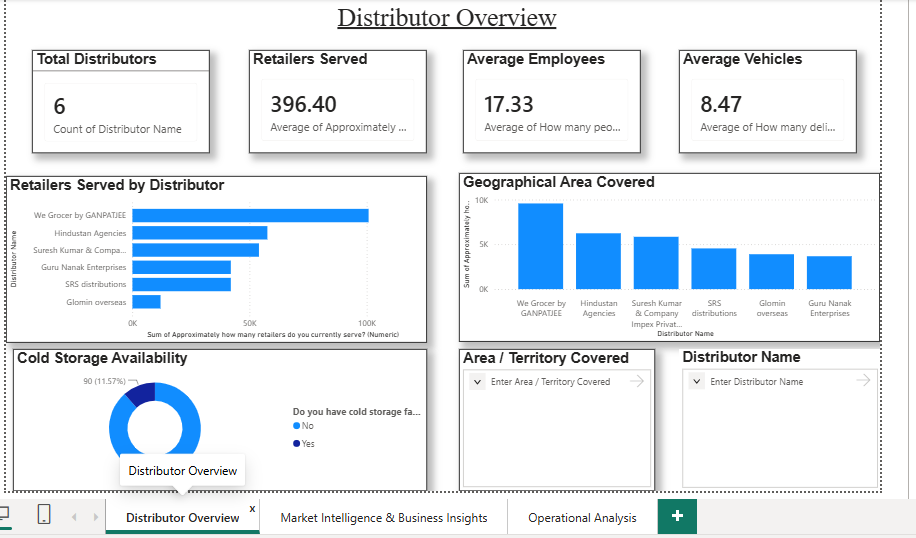 Distributor Overview
Total Distributors
6
Count of Distributor Name
Retailers Served
396.40
Average of Approximately ...
Average Employees
17.33
Average of How many peo...
Average Vehicles
8.47
Average of How many deli...
Retailers Served by Distributor
Distributor Name
We Grocer by GANPATJEE
Hindustan Agencies
Suresh Kumar & Compa...
Guru Nanak Enterprises
SRS distributions
Glomin overseas
0K 50K 100K
Sum of Approximately how many retailers do you currently serve? (Numeric)
Geographical Area Covered
Sum of Approximately ho...
10K
5K
0K
We Grocer by GANPATJEE
Hindustan Agencies
Suresh Kumar & Company Impex Privat...
SRS distributions
Glomin overseas
Guru Nanak Enterprises
Distributor Name
Cold Storage Availability
90 (11.57%)
Do you have cold storage fa...
No
Yes
Distributor Overview
Area / Territory Covered
Enter Area / Territory Covered
Distributor Name
Enter Distributor Name
Distributor Overview x
Market Intelligence & Business Insights
Operational Analysis
+